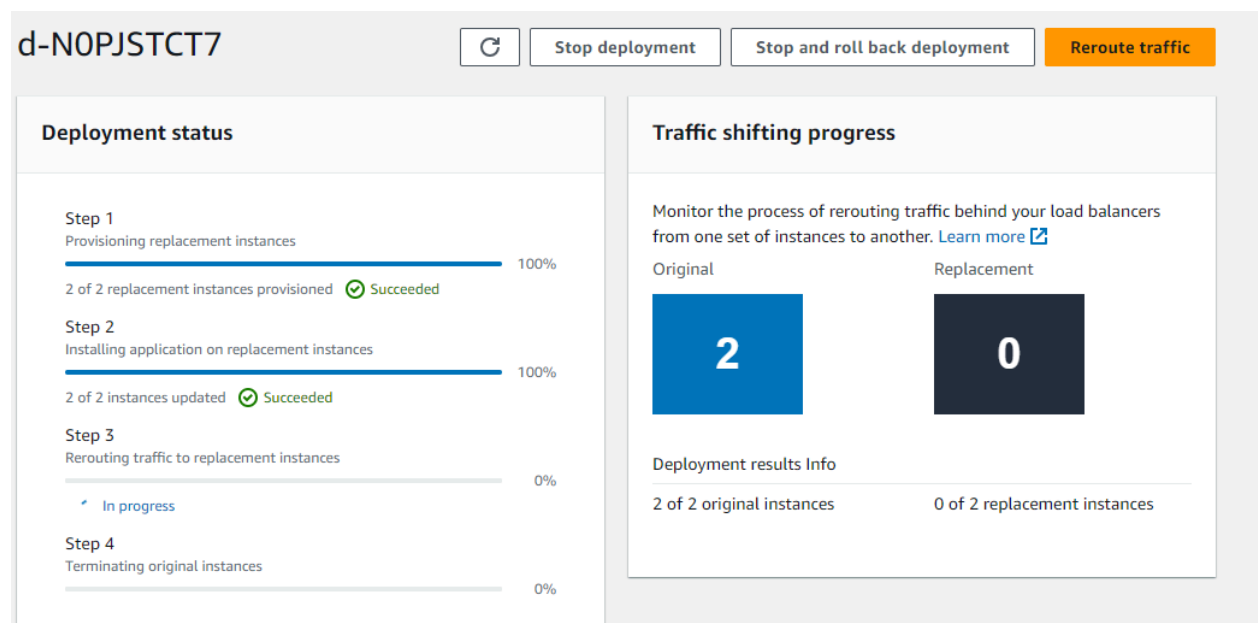 d-N0PJSTCT7
Stop deployment
Stop and roll back deployment
Reroute traffic
Deployment status
Step 1
Provisioning replacement instances
100%
2 of 2 replacement instances provisioned Succeeded
Step 2
Installing application on replacement instances
100%
2 of 2 instances updated Succeeded
Step 3
Rerouting traffic to replacement instances
0%
In progress
Step 4
Terminating original instances
0%
Traffic shifting progress
Monitor the process of rerouting traffic behind your load balancers
from one set of instances to another. Learn more
Original
Replacement
2
0
Deployment results Info
2 of 2 original instances
0 of 2 replacement instances